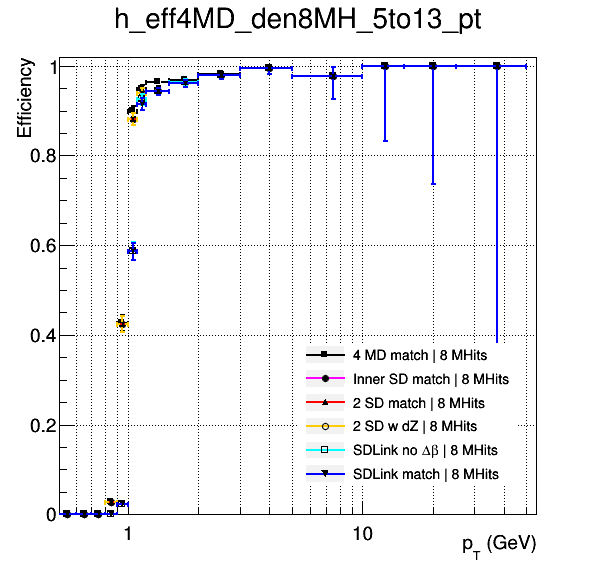 h_eff4MD_den8MH_5to13_pt
Efficiency
1
0.8
0.6
0.4
0.2
0
4 MD match | 8 MHits
Inner SD match | 8 MHits
2 SD match | 8 MHits
2 SD w dZ | 8 MHits
SDLink no Δβ | 8 MHits
SDLink match | 8 MHits
1 10
p_T (GeV)